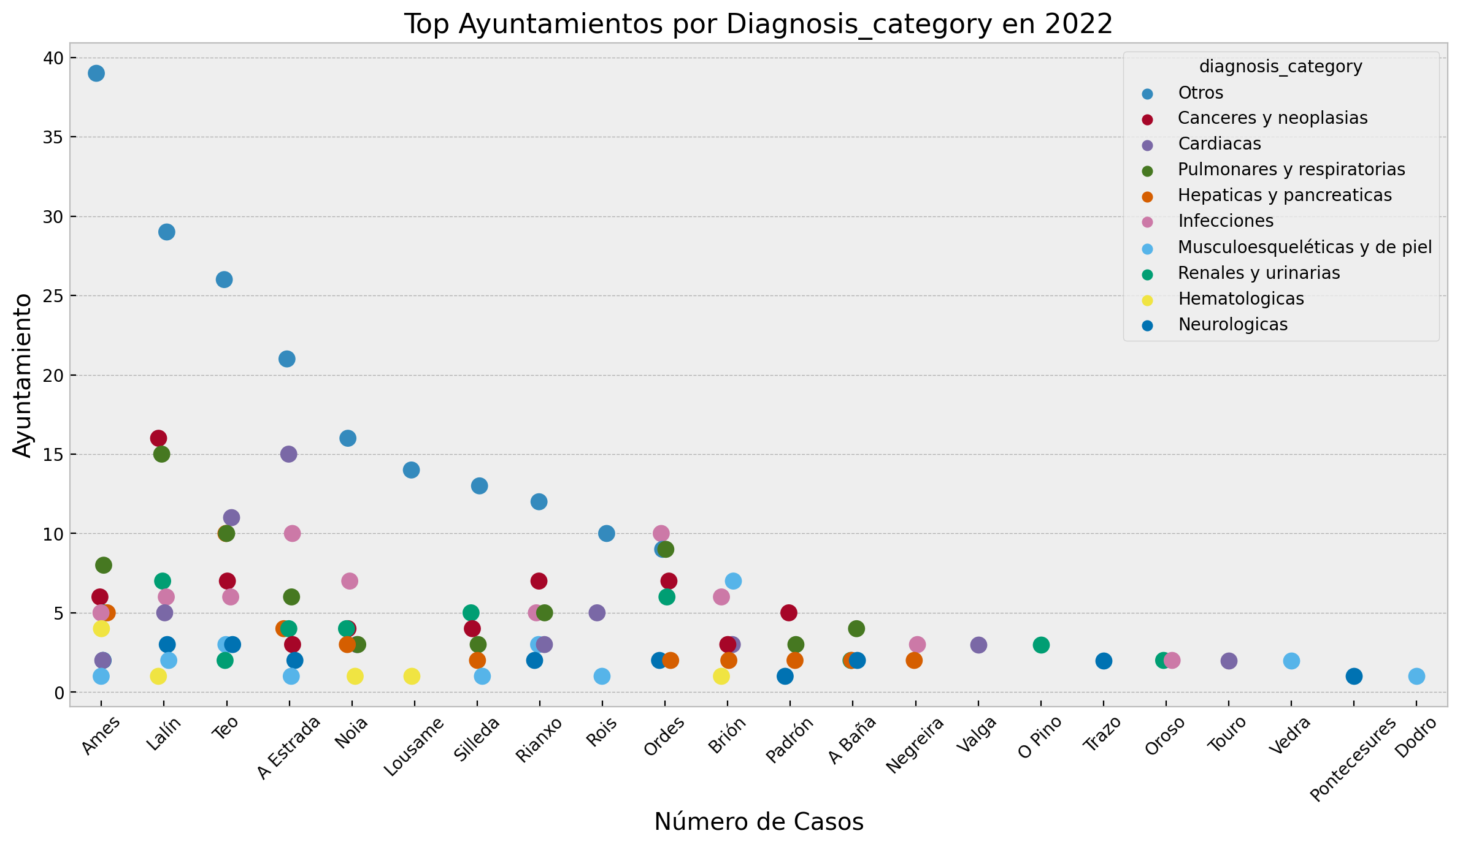 Top Ayuntamientos por Diagnosis_category en 2022
40
35
30
25
20
15
10
5
0
Ayuntamiento
diagnosis_category
Otros
Canceres y neoplasias
Cardiacas
Pulmonares y respiratorias
Hepaticas y pancreaticas
Infecciones
Musculoesqueléticas y de piel
Renales y urinarias
Hematologicas
Neurologicas
Ames
Lalín
Teo
A Estrada
Noia
Lousame
Silleda
Rianxo
Rois
Ordes
Brión
Padrón
A Baña
Negreira
Valga
O Pino
Trazo
Oroso
Touro
Vedra
Pontecesures
Dodro
Número de Casos